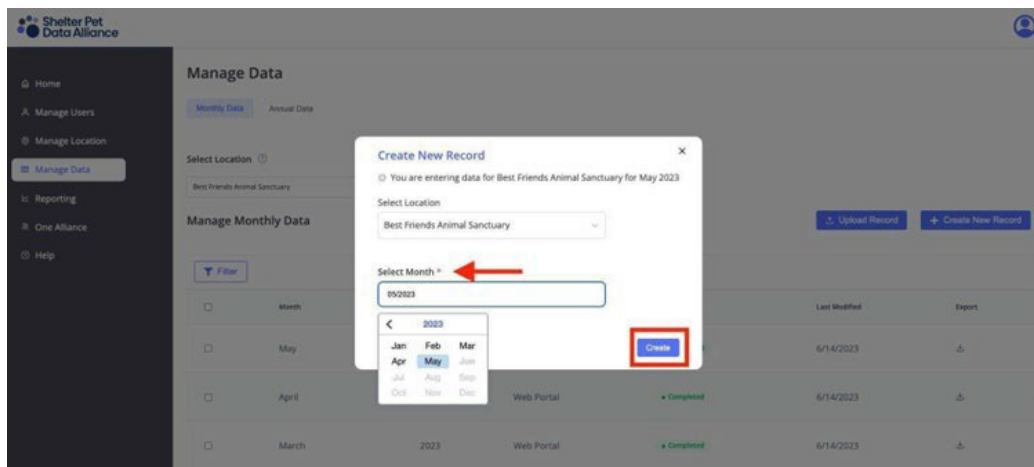 Shelter Pet
Data Alliance
Home
Manage Users
Manage Location
Manage Data
Reporting
One Alliance
Help
Manage Data
Monthly Data Annual Data
Select Location
Best Friends Animal Sanctuary
Manage Monthly Data
Upload Record + Create New Record
Filter
Month Last Modified Export
May 6/14/2023
April Web Portal Completed 6/14/2023
March 2023 Web Portal Completed 6/14/2023
Create New Record
You are entering data for Best Friends Animal Sanctuary for May 2023
Select Location
Best Friends Animal Sanctuary
Select Month *
05/2023
< 2023
Jan Feb Mar
Apr May Jun
Jul Aug Sep
Oct Nov Dec
Create